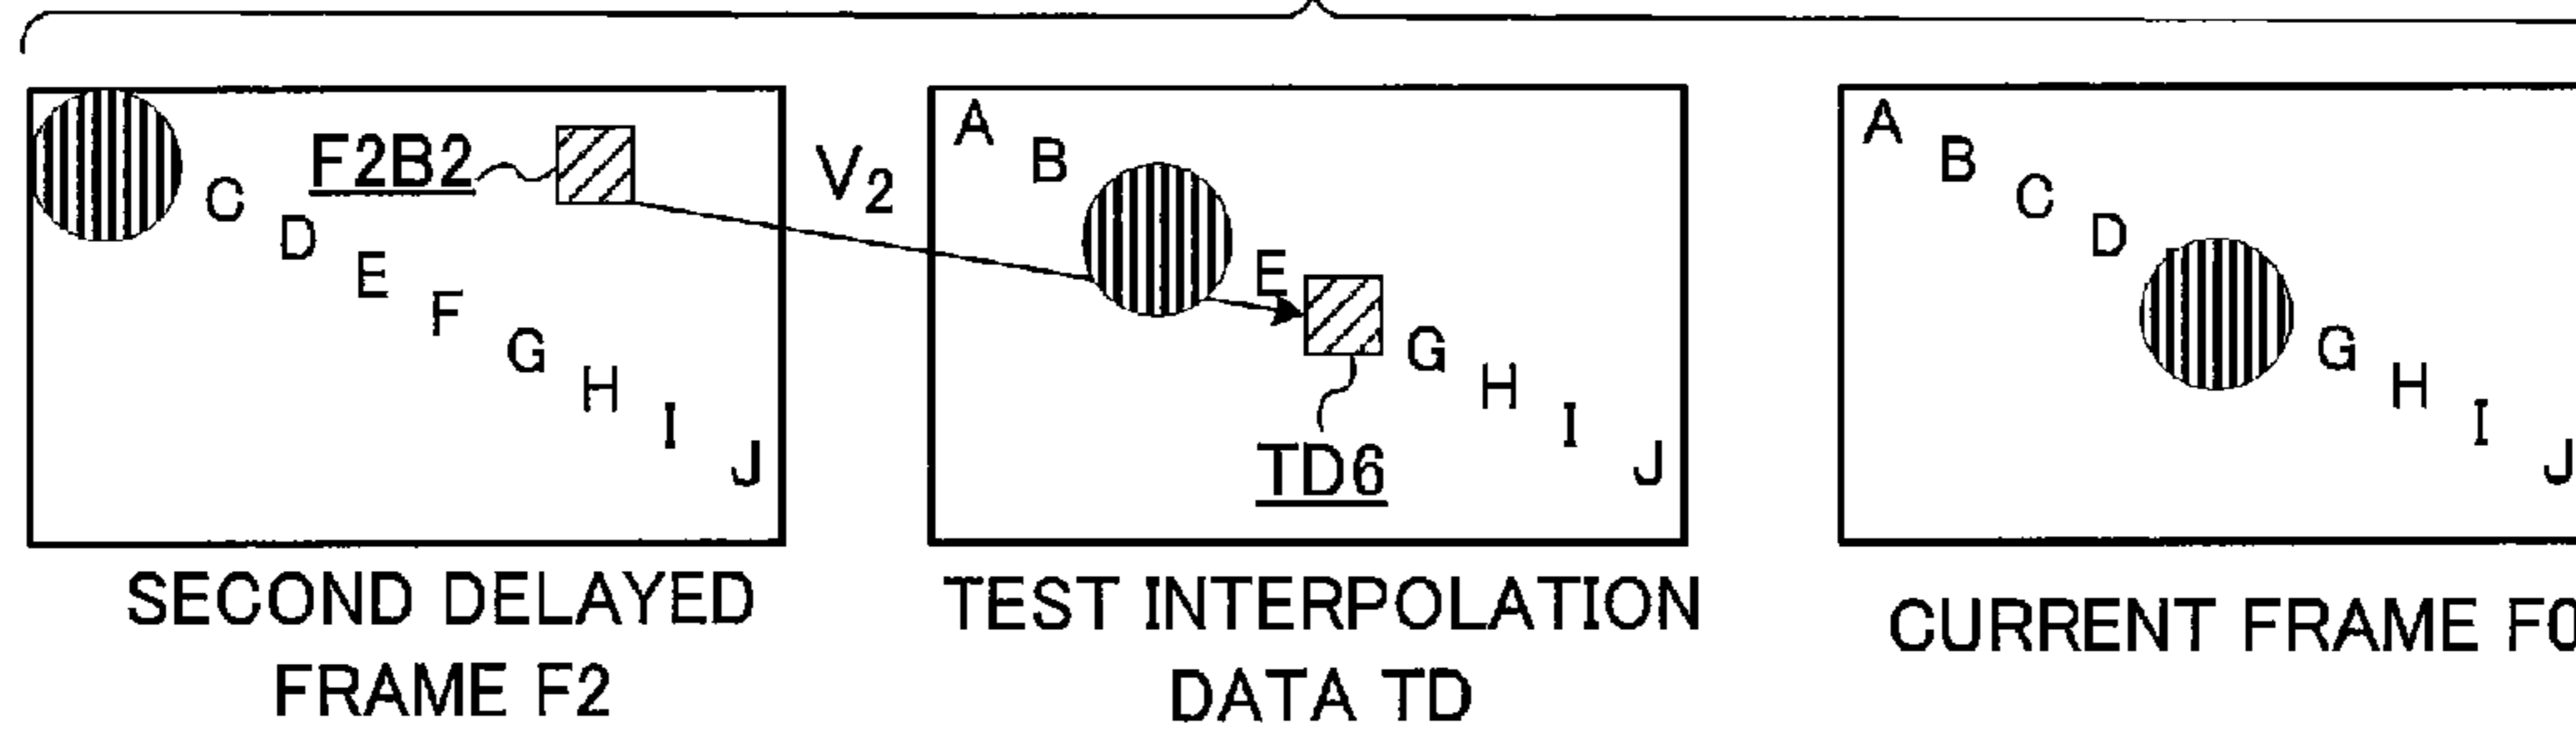 C D E F G H I J
F2B2
V2
A B E G H I J
TD6
A B C D G H I J
SECOND DELAYED
FRAME F2
TEST INTERPOLATION
DATA TD
CURRENT FRAME F0